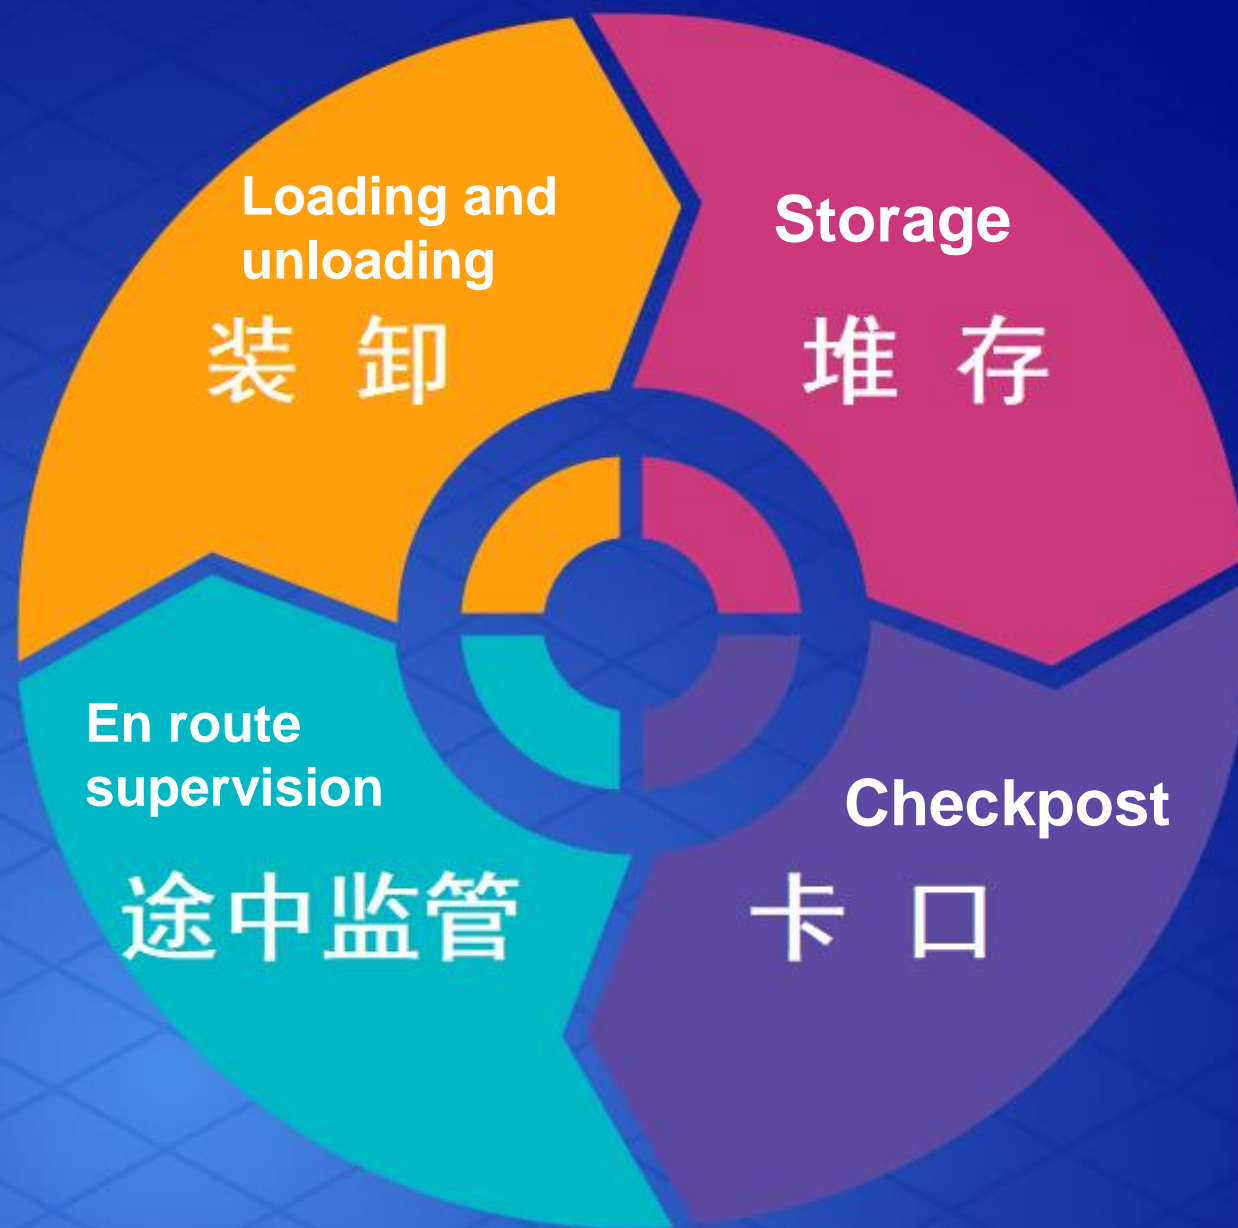 Loading and
unloading
装 卸
Storage
堆 存
En route
supervision
途中监管
Checkpost
卡 口